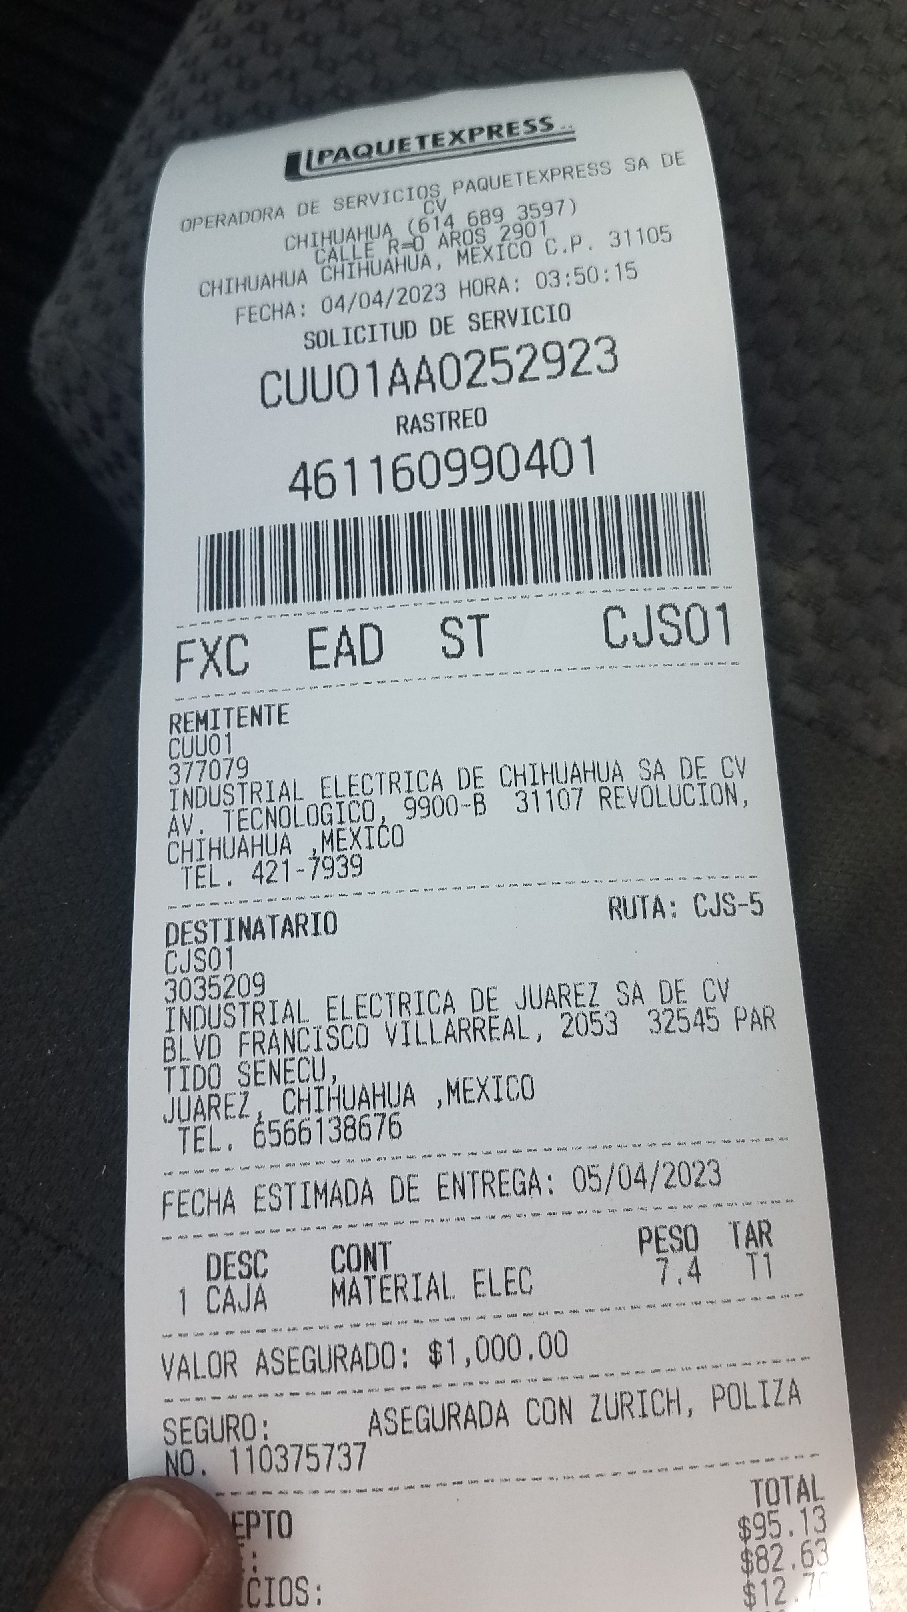 PAQUETEXPRESS
OPERADORA DE SERVICIOS PAQUETEXPRESS SA DE
CV
CHIHUAHUA (614 689 3597)
CALLE R=O AROS 2901
CHIHUAHUA CHIHUAHUA, MEXICO C.P. 31105
FECHA: 04/04/2023 HORA: 03:50:15
SOLICITUD DE SERVICIO
CUU01AA0252923
RASTREO
461160990401
FXC EAD ST CJS01
REMITENTE
CUU01
377079
INDUSTRIAL ELECTRICA DE CHIHUAHUA SA DE CV
AV. TECNOLOGICO, 9900-B 31107 REVOLUCION,
CHIHUAHUA ,MEXICO
TEL. 421-7939
DESTINATARIO RUTA: CJS-5
CJS01
3035209
INDUSTRIAL ELECTRICA DE JUAREZ SA DE CV
BLVD FRANCISCO VILLARREAL, 2053 32545 PAR
TIDO SENECU,
JUAREZ, CHIHUAHUA ,MEXICO
TEL. 6566138676
FECHA ESTIMADA DE ENTREGA: 05/04/2023
DESC CONT PESO TAR
1 CAJA MATERIAL ELEC 7.4 T1
VALOR ASEGURADO: $1,000.00
SEGURO: ASEGURADA CON ZURICH, POLIZA
NO. 110375737
EPTO TOTAL
$95.13
: $82.63
CIOS: $12.7